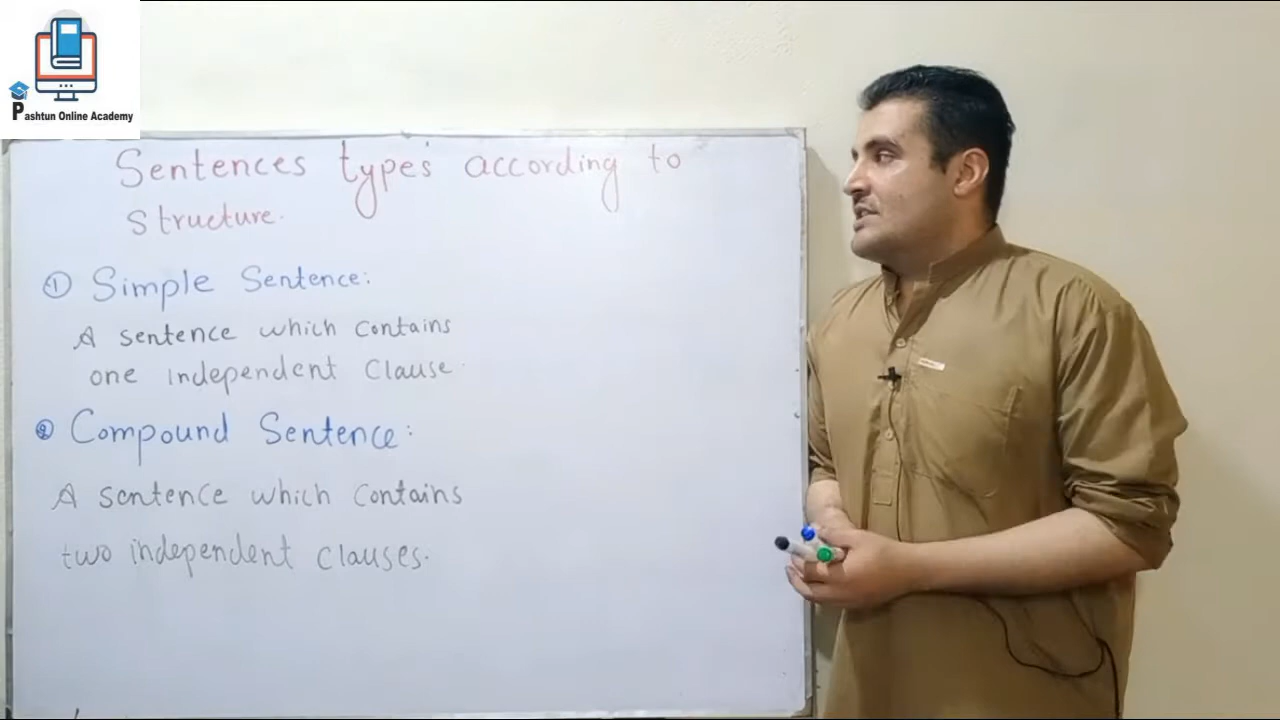 Pashtun Online Academy
Sentences types according to
structure.
① Simple Sentence:
A sentence which contains
one independent clause.
② Compound Sentence:
A sentence which contains
two independent clauses.